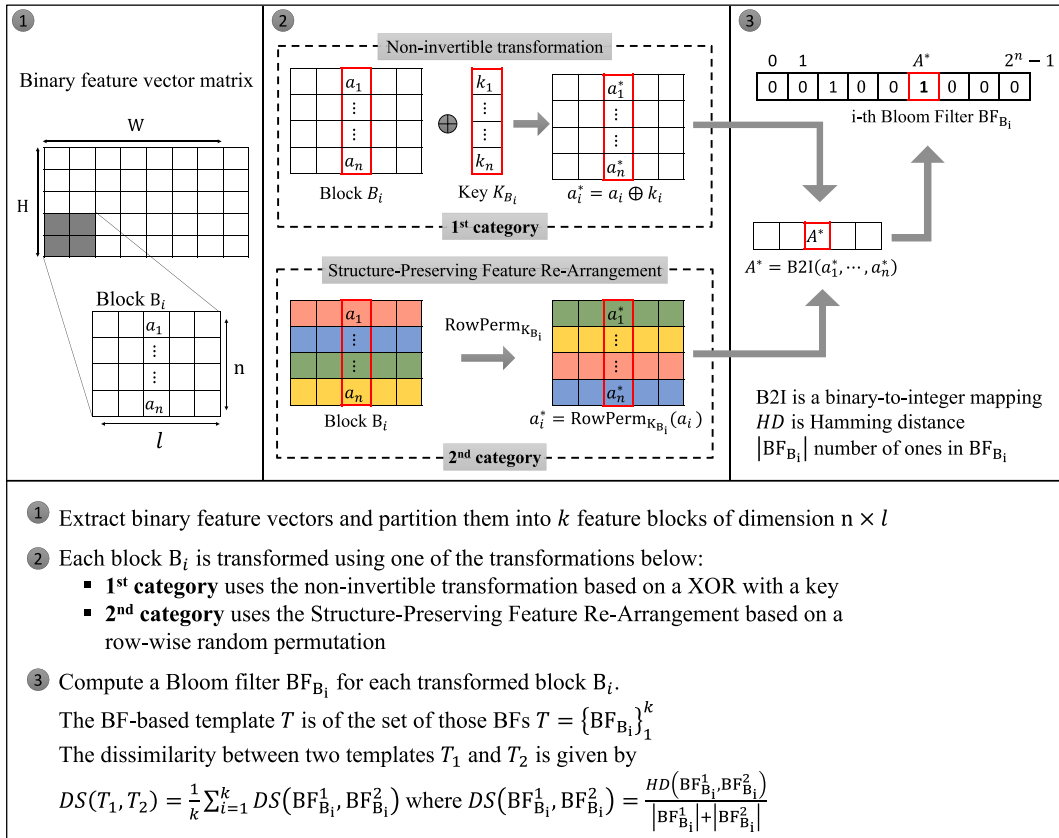 1
Binary feature vector matrix
W
H
Block B_i
a_1
⋮
⋮
a_n
n
l
2
Non-invertible transformation
a_1
⋮
⋮
a_n
Block B_i
⊕
k_1
⋮
⋮
k_n
Key K_{B_i}
a_1^*
⋮
⋮
a_n^*
a_i^* = a_i ⊕ k_i
1st category
Structure-Preserving Feature Re-Arrangement
a_1
⋮
⋮
a_n
Block B_i
RowPerm_{K_{B_i}}
a_1^*
⋮
⋮
a_n^*
a_i^* = RowPerm_{K_{B_i}}(a_i)
2nd category
3
0 1 A^* 2^n − 1
0 0 1 0 0 1 0 0 0
i-th Bloom Filter BF_{B_i}
A^*
A^* = B2I(a_1^*, ⋯, a_n^*)
B2I is a binary-to-integer mapping
HD is Hamming distance
|BF_{B_i}| number of ones in BF_{B_i}
1 Extract binary feature vectors and partition them into k feature blocks of dimension n × l
2 Each block B_i is transformed using one of the transformations below:
▪ 1st category uses the non-invertible transformation based on a XOR with a key
▪ 2nd category uses the Structure-Preserving Feature Re-Arrangement based on a
row-wise random permutation
3 Compute a Bloom filter BF_{B_i} for each transformed block B_i.
The BF-based template T is of the set of those BFs T = {BF_{B_i}}_1^k
The dissimilarity between two templates T_1 and T_2 is given by
DS(T_1, T_2) = \frac{1}{k} ∑_{i=1}^k DS(BF_{B_i}^1, BF_{B_i}^2) where DS(BF_{B_i}^1, BF_{B_i}^2) = \frac{HD(BF_{B_i}^1, BF_{B_i}^2)}{|BF_{B_i}^1| + |BF_{B_i}^2|}